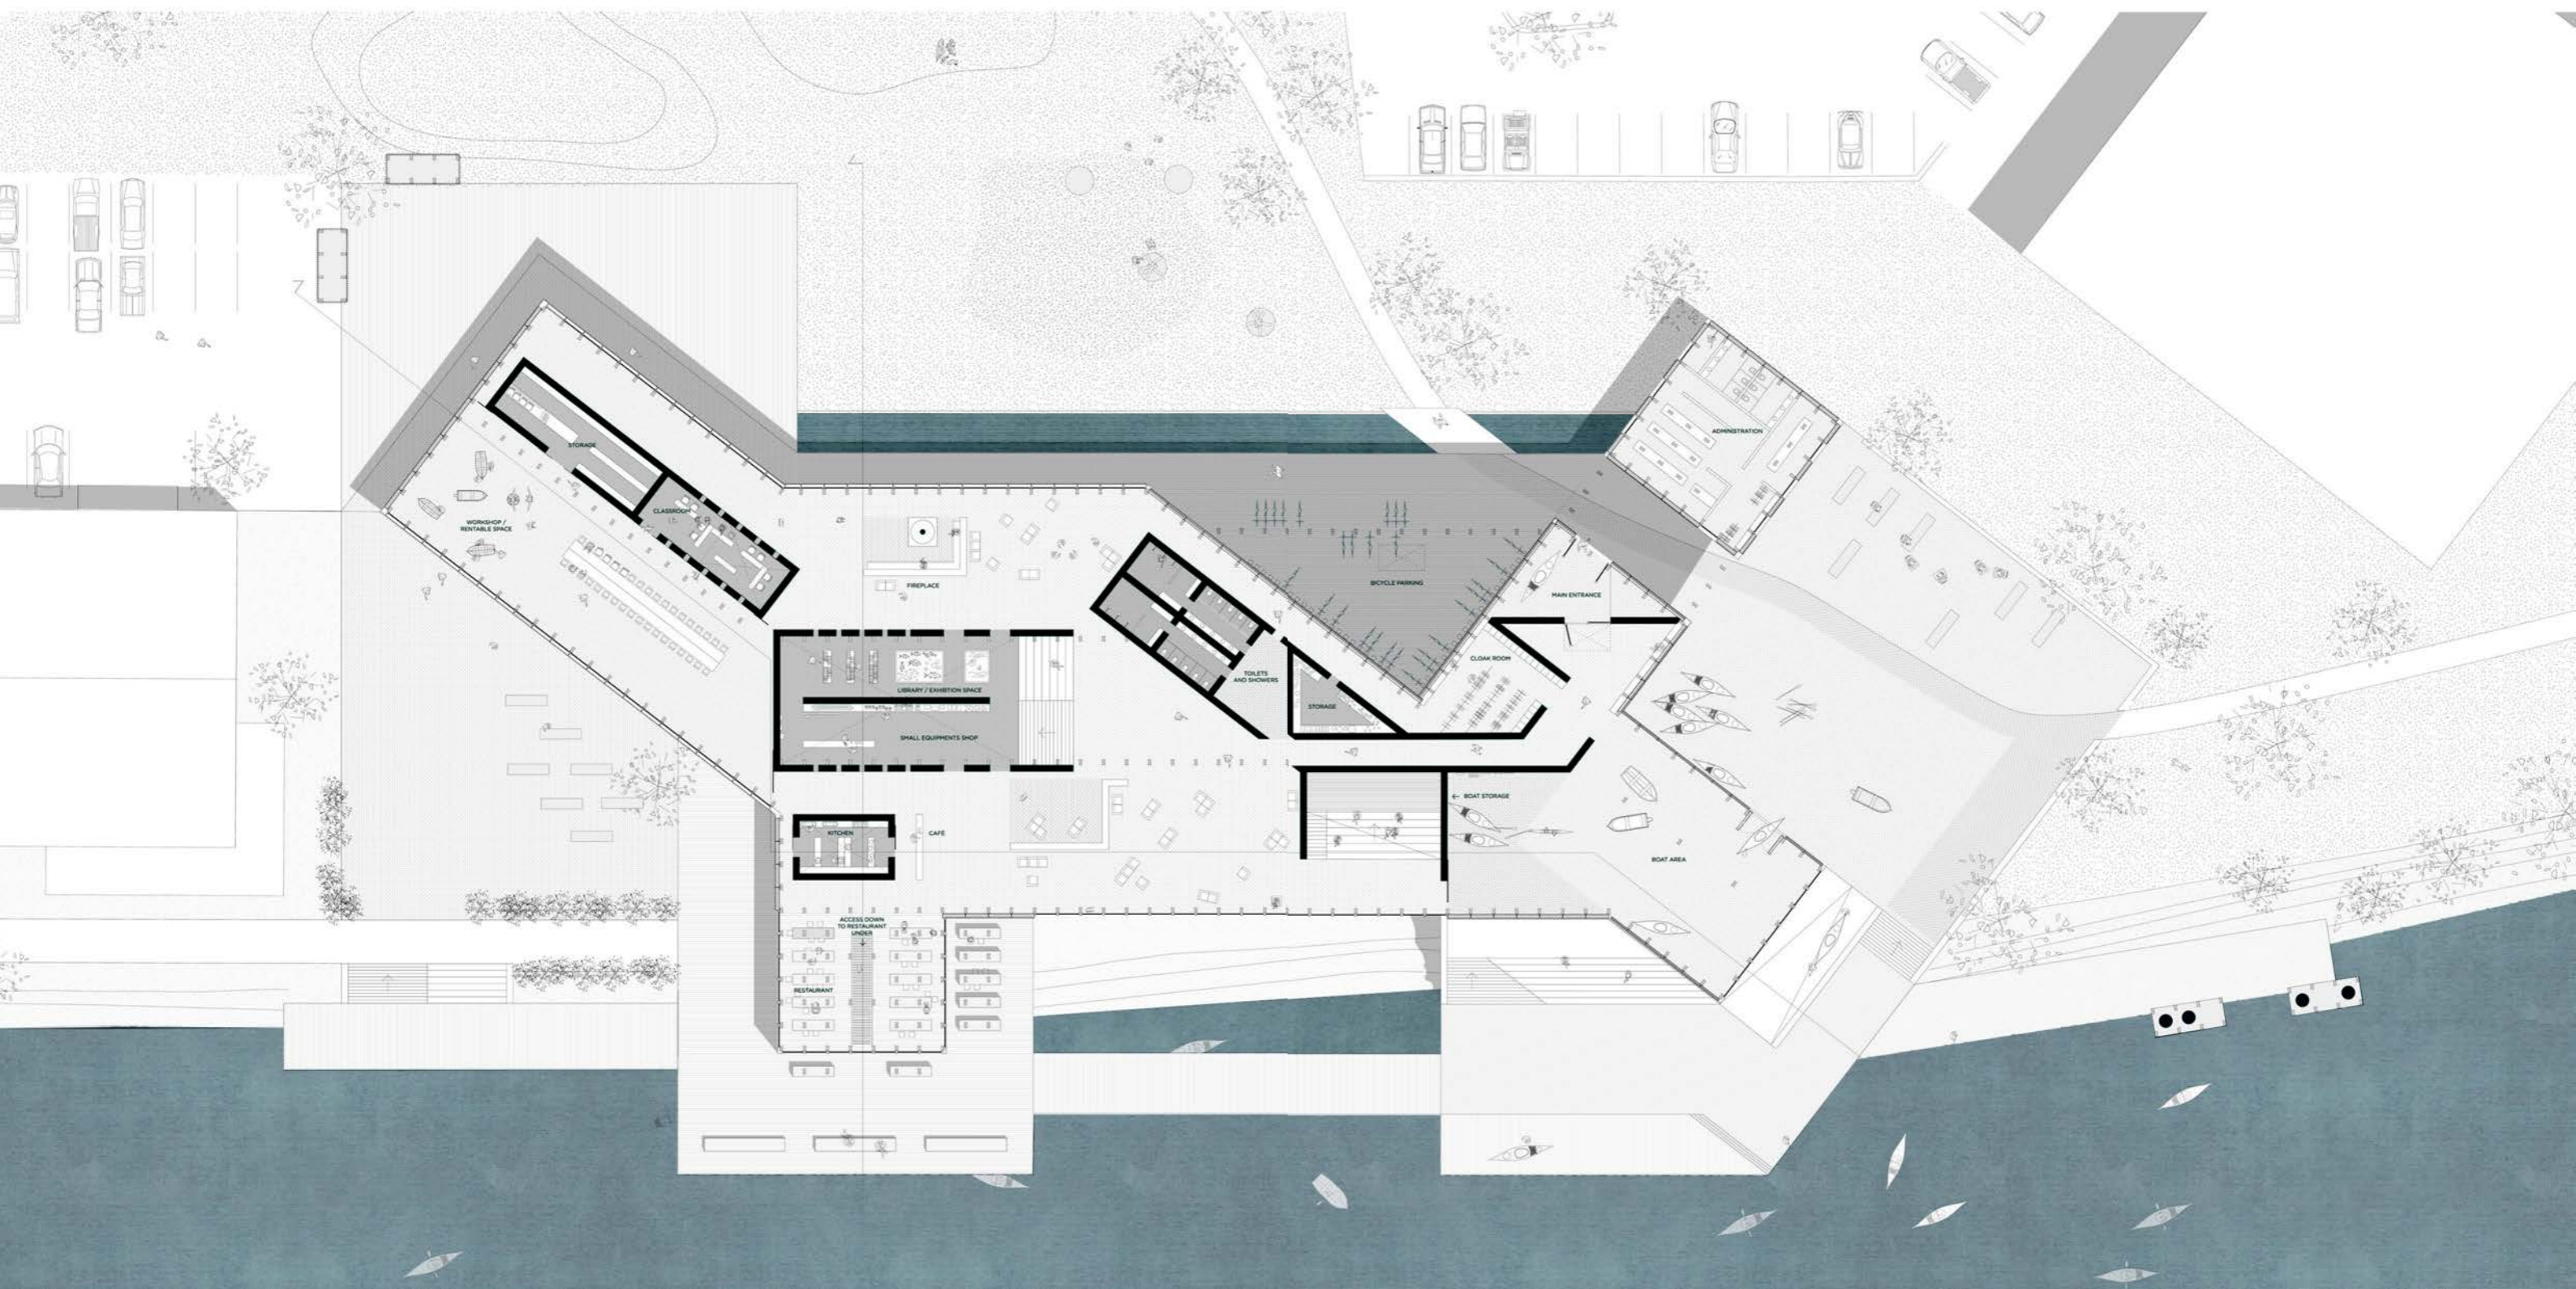 ADMINISTRATION
STORAGE
CLASSROOM
WORKSHOP /
RENTABLE SPACE
FIREPLACE
BICYCLE PARKING
MAIN ENTRANCE
CLOAK ROOM
TOILETS
AND SHOWERS
LIBRARY / EXHIBITION SPACE
STORAGE
SMALL EQUIPMENTS SHOP
← BOAT STORAGE
KITCHEN
CAFÉ
BOAT AREA
ACCESS DOWN
TO RESTAURANT
UNDER
RESTAURANT